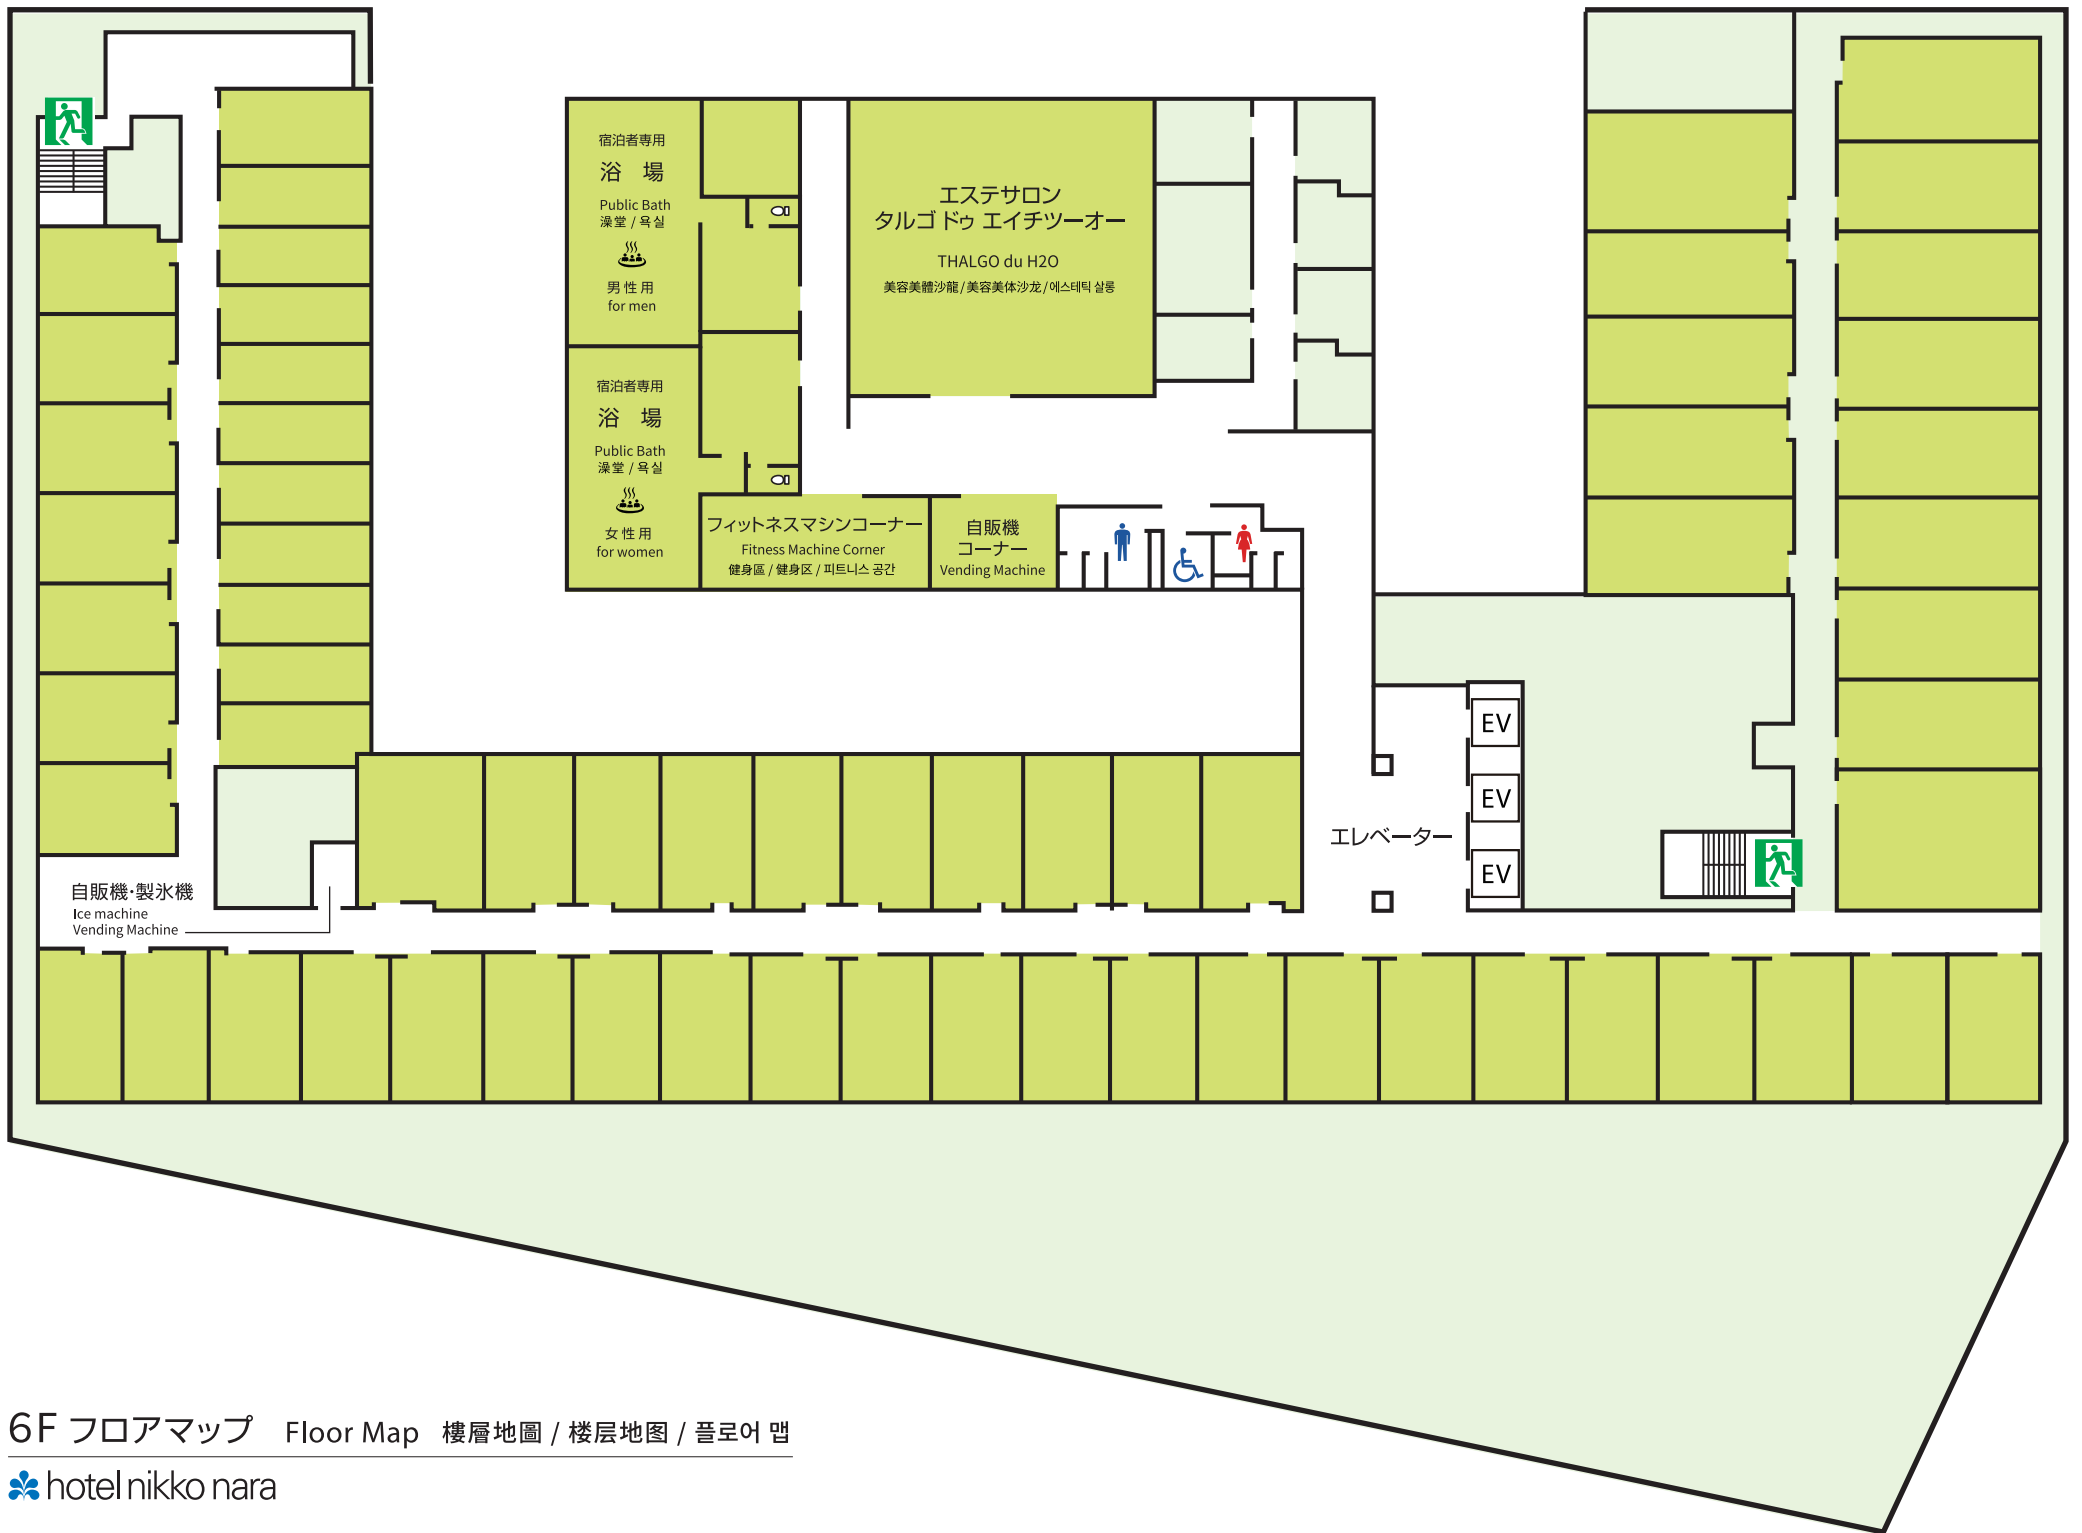 宿泊者専用
浴 場
Public Bath
澡堂 / 욕실
男性用
for men
宿泊者専用
浴 場
Public Bath
澡堂 / 욕실
女性用
for women
エステサロン
タルゴ ドゥ エイチツーオー
THALGO du H2O
美容美體沙龍/美容美体沙龙/에스테틱 살롱
フィットネスマシンコーナー
Fitness Machine Corner
健身區 / 健身区 / 피트니스 공간
自販機
コーナー
Vending Machine
EV
EV
EV
エレベーター
自販機・製氷機
Ice machine
Vending Machine
6F フロアマップ Floor Map 樓層地圖 / 楼层地图 / 플로어 맵
hotel nikko nara